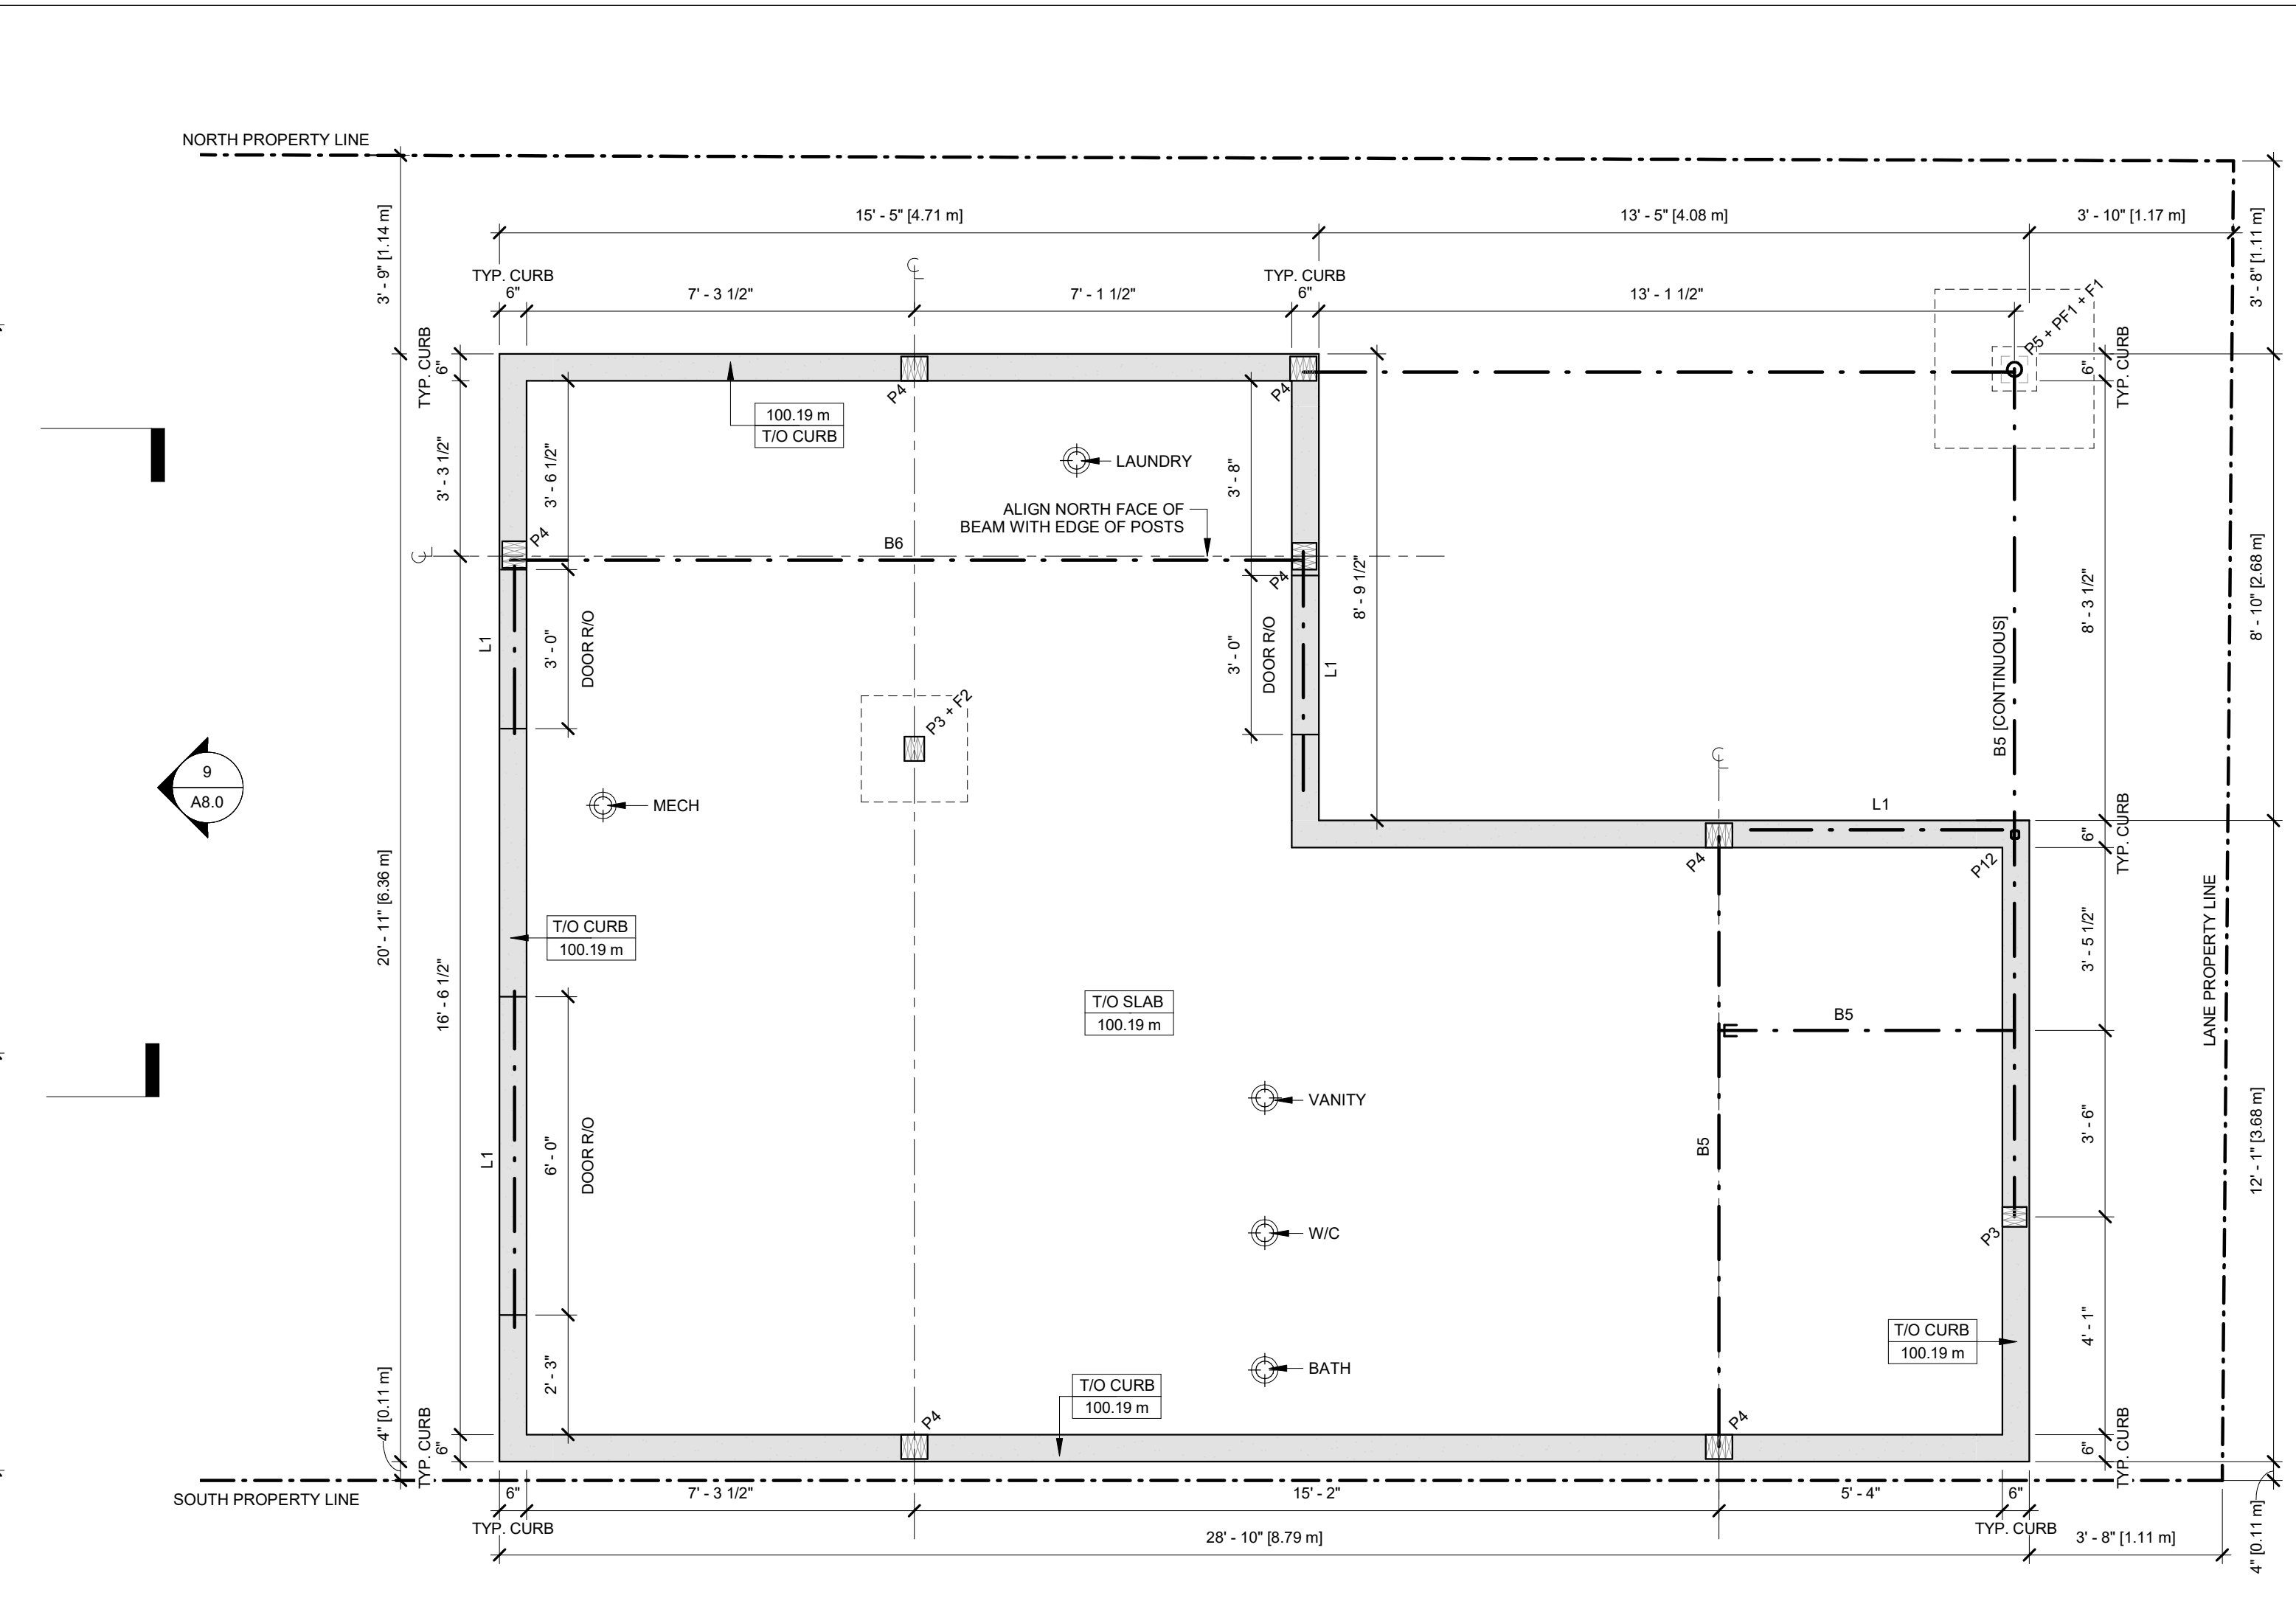 NORTH PROPERTY LINE
15' - 5" [4.71 m]
13' - 5" [4.08 m]
3' - 10" [1.17 m]
3' - 9" [1.14 m]
3' - 8" [1.11 m]
TYP. CURB
6"
7' - 3 1/2"
7' - 1 1/2"
TYP. CURB
6"
13' - 1 1/2"
P5 + PF1 + F1
TYP. CURB
6"
P4
P4
6"
TYP. CURB
100.19 m
T/O CURB
3' - 3 1/2"
3' - 6 1/2"
LAUNDRY
3' - 8"
ALIGN NORTH FACE OF
BEAM WITH EDGE OF POSTS
P4
B6
P4
8' - 9 1/2"
8' - 3 1/2"
8' - 10" [2.68 m]
L1
3' - 0"
DOOR R/O
3' - 0"
DOOR R/O
L1
B5 [CONTINUOUS]
P3 + F2
9
A8.0
MECH
L1
P4
P12
6"
TYP. CURB
20' - 11" [6.36 m]
16' - 6 1/2"
T/O CURB
100.19 m
3' - 5 1/2"
LANE PROPERTY LINE
T/O SLAB
100.19 m
B5
VANITY
L1
6' - 0"
DOOR R/O
B5
3' - 6"
12' - 1" [3.68 m]
W/C
P3
T/O CURB
100.19 m
4' - 1"
2' - 3"
BATH
T/O CURB
100.19 m
4" [0.11 m]
TYP. CURB
6"
P4
P4
6"
TYP. CURB
SOUTH PROPERTY LINE
6"
7' - 3 1/2"
15' - 2"
5' - 4"
6"
TYP. CURB
TYP. CURB
28' - 10" [8.79 m]
3' - 8" [1.11 m]
4" [0.11 m]